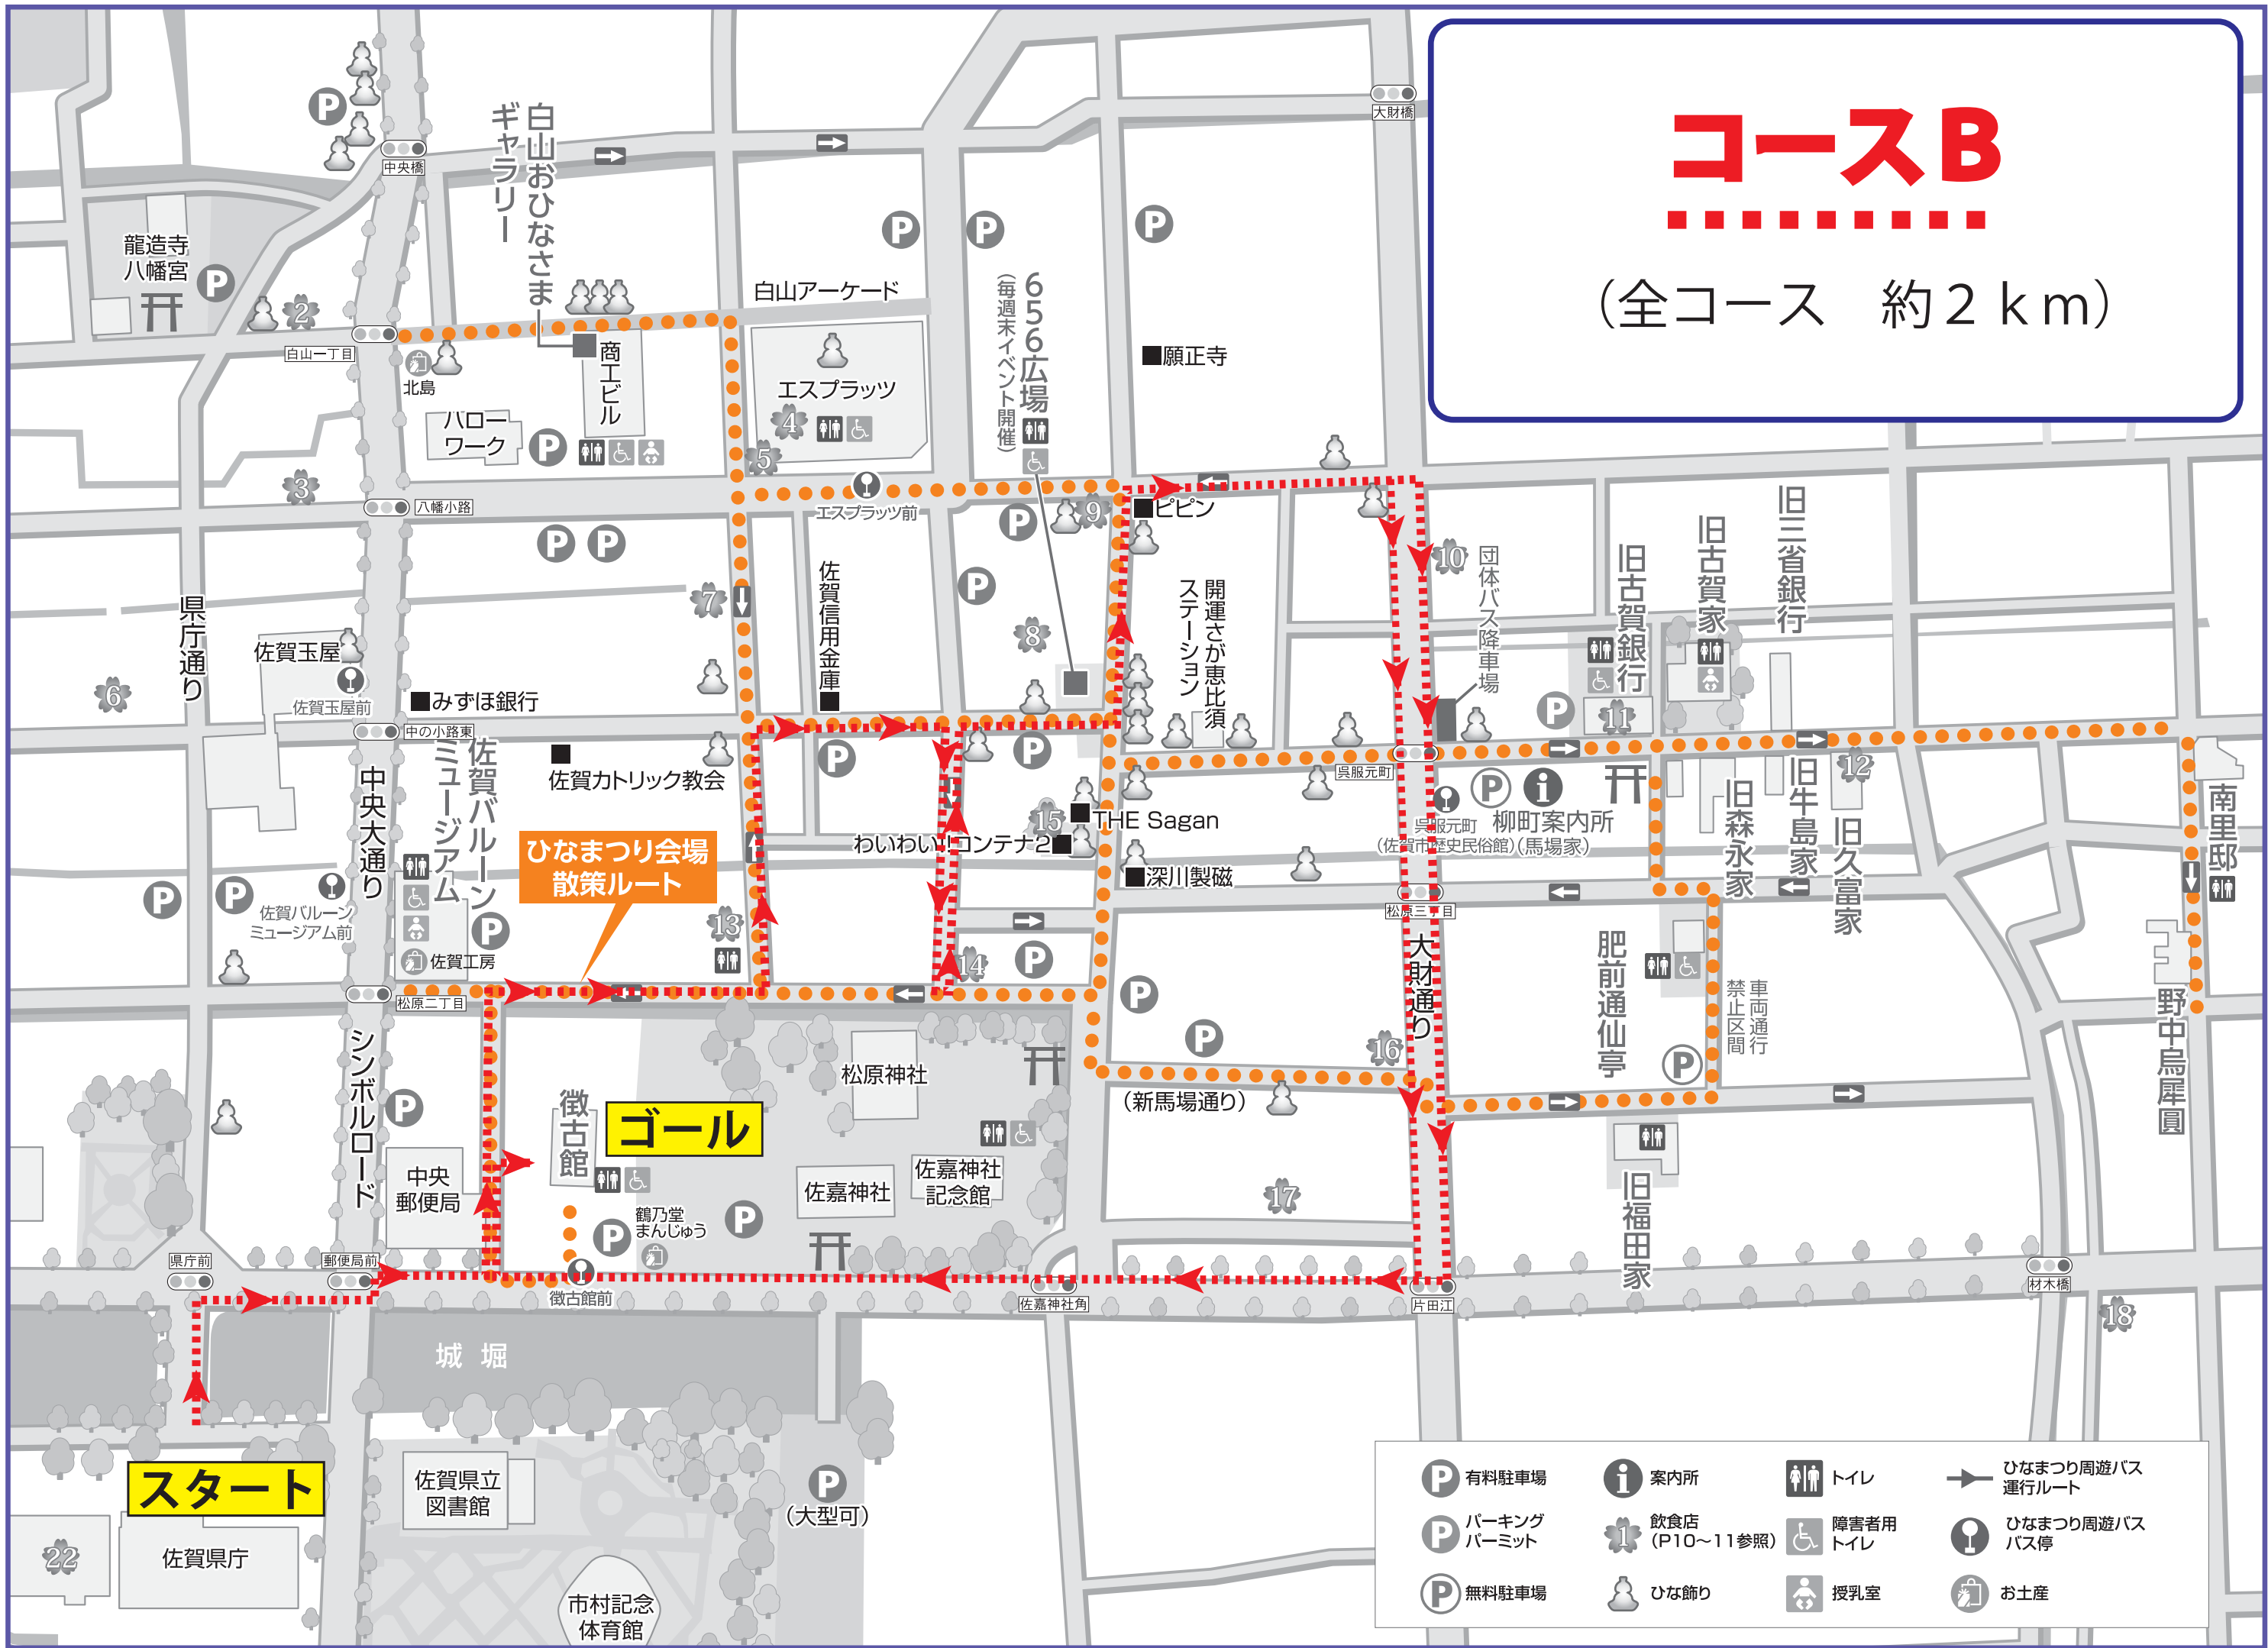 コースB
（全コース　約２ｋｍ）
大財橋
中央橋
白山おひなさま
ギャラリー
龍造寺
八幡宮
2
白山一丁目
北島
白山アーケード
商工ビル
ハロー
ワーク
エスプラッツ
4
5
656広場
（毎週末イベント開催）
願正寺
3
八幡小路
エスプラッツ前
9
ピピン
10
団体バス降車場
旧古賀銀行
旧古賀家
旧三省銀行
県庁通り
7
佐賀信用金庫
8
開運さが恵比須
ステーション
佐賀玉屋
6
佐賀玉屋前
みずほ銀行
11
中の小路東
佐賀バルーン
ミュージアム
佐賀カトリック教会
呉服元町
12
中央大通り
ひなまつり会場
散策ルート
15
THE Sagan
わいわい!!コンテナ2
呉服元町
（佐賀市歴史民俗館）
柳町案内所
（馬場家）
旧森永家
旧牛島家
旧久富家
南里邸
深川製磁
松原三丁目
佐賀バルーン
ミュージアム前
13
佐賀工房
14
大財通り
肥前通仙亭
車両通行
禁止区間
野中烏犀圓
松原二丁目
シンボルロード
松原神社
16
徴古館
ゴール
（新馬場通り）
中央
郵便局
佐嘉神社
佐嘉神社
記念館
17
旧福田家
鶴乃堂
まんじゅう
県庁前
郵便局前
徴古館前
佐嘉神社角
片田江
材木橋
18
城　堀
スタート
佐賀県立
図書館
P
（大型可）
22
佐賀県庁
市村記念
体育館
P 有料駐車場
i 案内所
トイレ
ひなまつり周遊バス
運行ルート
P パーキング
パーミット
1 飲食店
（P10～11参照）
障害者用
トイレ
ひなまつり周遊バス
バス停
P 無料駐車場
ひな飾り
授乳室
お土産